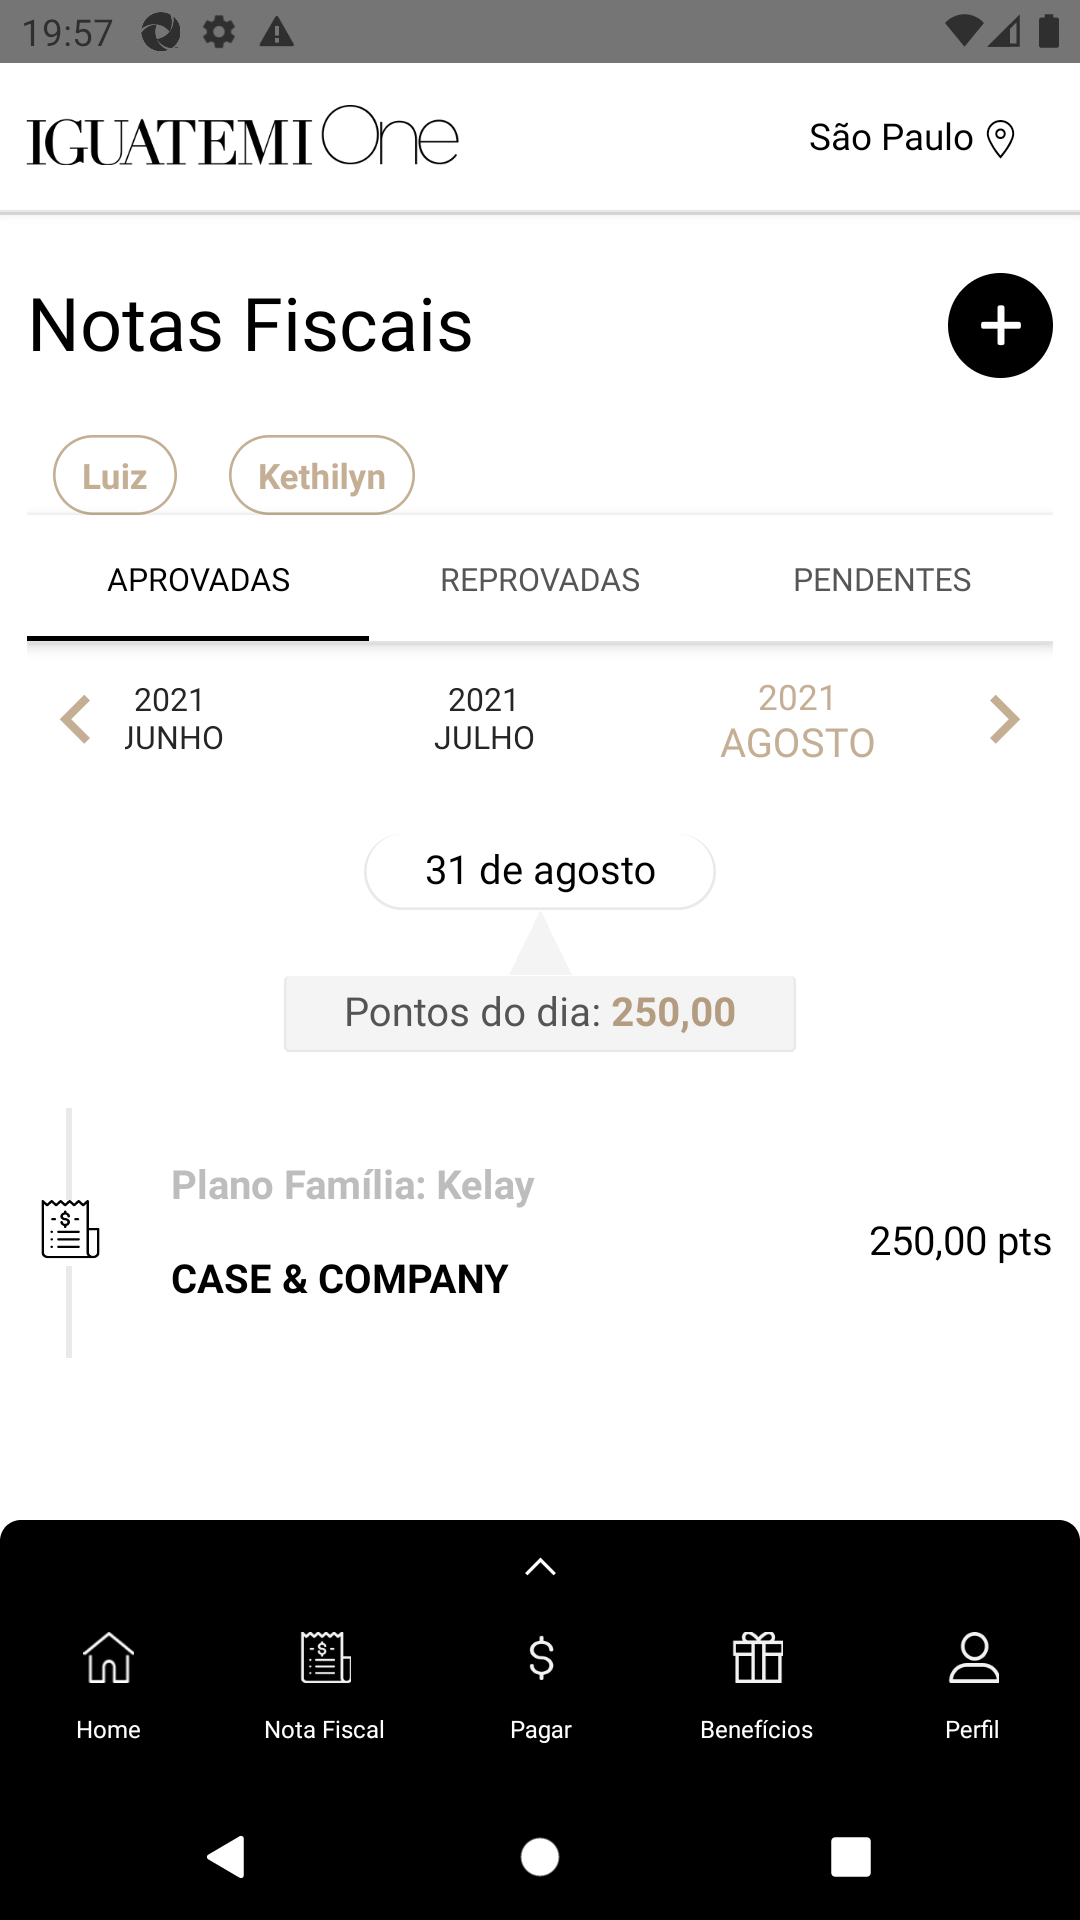 19:57
IGUATEMI One
São Paulo
Notas Fiscais
Luiz
Kethilyn
APROVADAS
REPROVADAS
PENDENTES
2021
JUNHO
2021
JULHO
2021
AGOSTO
31 de agosto
Pontos do dia: 250,00
Plano Família: Kelay
CASE & COMPANY
250,00 pts
Home
Nota Fiscal
Pagar
Benefícios
Perfil